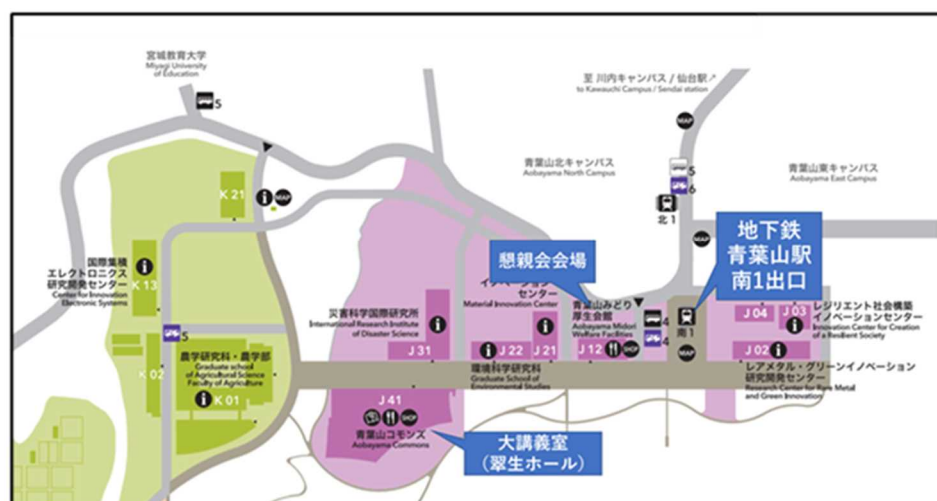 宮城教育大学
Miyagi University
of Education
5
至 川内キャンパス / 仙台駅↗
to Kawauchi Campus / Sendai station
MAP
青葉山北キャンパス
Aobayama North Campus
5
6
北1
青葉山東キャンパス
Aobayama East Campus
K 21
MAP
MAP
地下鉄
青葉山駅
南1出口
懇親会会場
国際集積
エレクトロニクス
研究開発センター
Center for Innovation
Electronic Systems
K 13
災害科学国際研究所
International Research Institute
of Disaster Science
J 31
イノベーション
センター
Material Innovation Center
J 22
J 21
青葉山みどり
厚生会館
Aobayama Midori
Welfare Facilities
J 12
SHOP
4
4
南1
MAP
J 04
J 03
レジリエント社会構築
イノベーションセンター
Innovation Center for Creation
of a Resilient Society
J 02
5
K 02
農学研究科・農学部
Graduate school
of Agricultural Science
Faculty of Agriculture
K 01
環境科学研究科
Graduate School of
Environmental Studies
レアメタル・グリーンイノベーション
研究開発センター
Research Center for Rare Metal
and Green Innovation
J 41
SHOP
青葉山コモンズ
Aobayama Commons
大講義室
（翠生ホール）